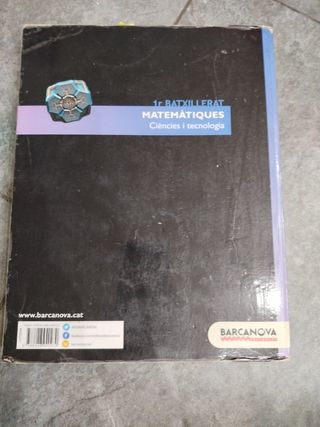 1r BATXILLERAT
MATEMÀTIQUES
Ciències i tecnologia
www.barcanova.cat
BARCANOVA